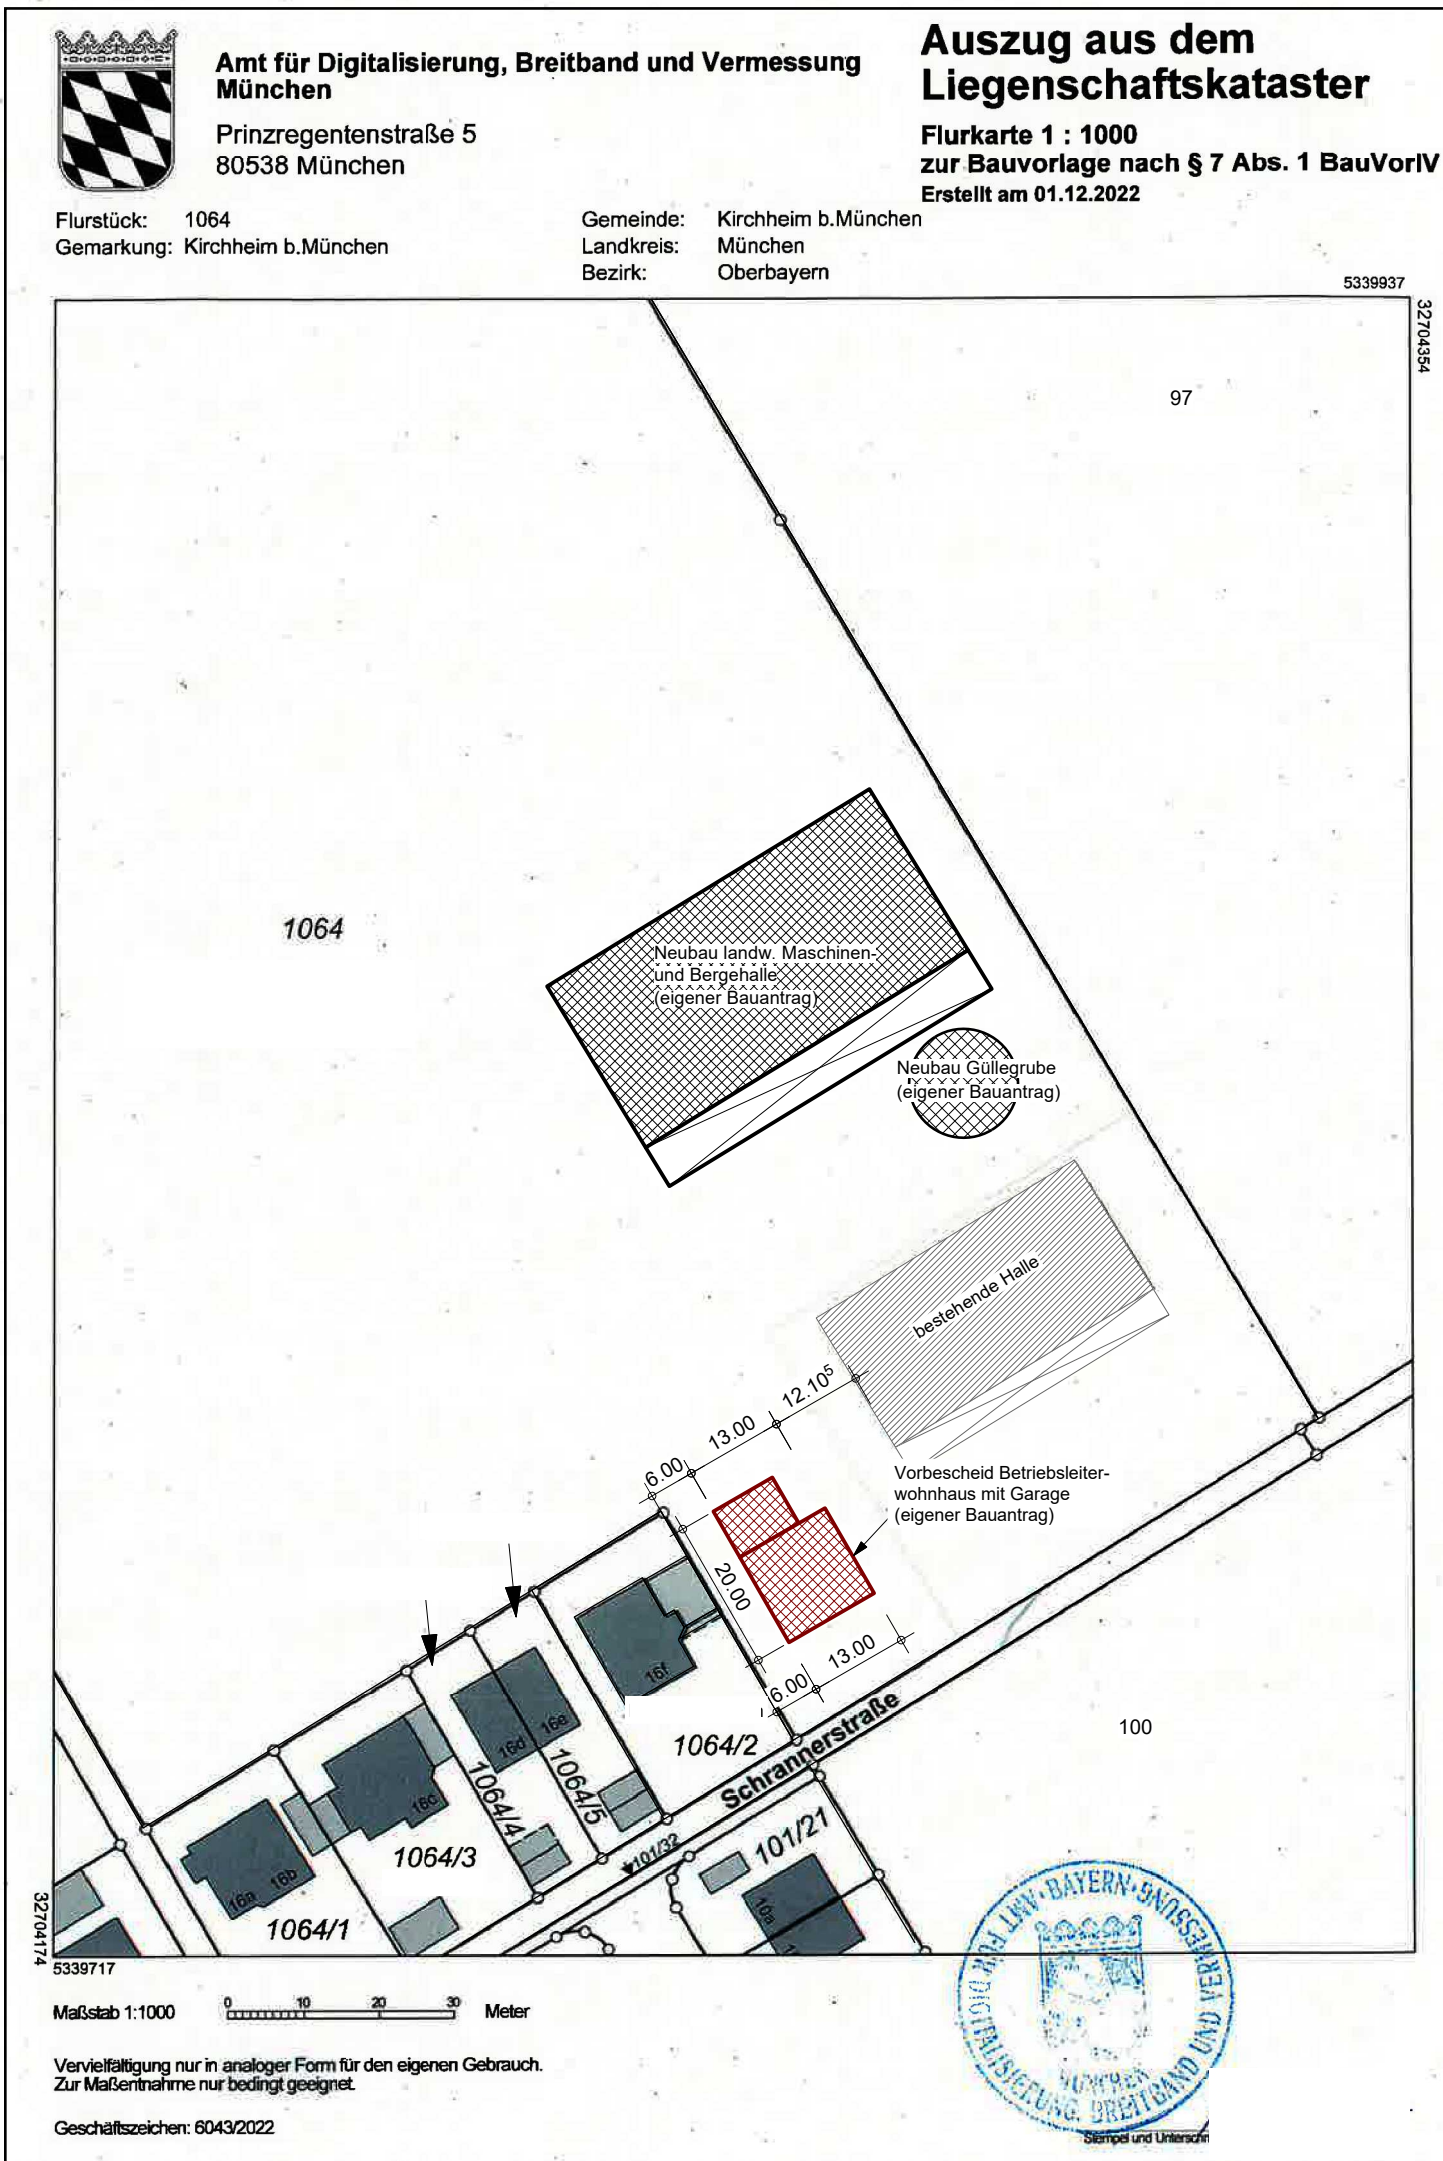 Amt für Digitalisierung, Breitband und Vermessung
München
Prinzregentenstraße 5
80538 München
Auszug aus dem
Liegenschaftskataster
Flurkarte 1 : 1000
zur Bauvorlage nach § 7 Abs. 1 BauVorlV
Erstellt am 01.12.2022
Flurstück: 1064
Gemarkung: Kirchheim b.München
Gemeinde: Kirchheim b.München
Landkreis: München
Bezirk: Oberbayern
5339937
32704354
97
1064
Neubau landw. Maschinen-
und Bergehalle
(eigener Bauantrag)
Neubau Güllegrube
(eigener Bauantrag)
bestehende Halle
12.10⁵
13.00
6.00
Vorbescheid Betriebsleiter-
wohnhaus mit Garage
(eigener Bauantrag)
20.00
13.00
6.00
16f
16e
16d
16c
16b
16a
1064/2
1064/5
1064/4
1064/3
1064/1
Schrannerstraße
100
101/21
101/32
10a
32704174
5339717
Maßstab 1:1000
0 10 20 30 Meter
Vervielfältigung nur in analoger Form für den eigenen Gebrauch.
Zur Maßentnahme nur bedingt geeignet.
Geschäftszeichen: 6043/2022
AMT FÜR DIGITALISIERUNG, BREITBAND UND VERMESSUNG
BAYERN
MÜNCHEN
Stempel und Unterschr